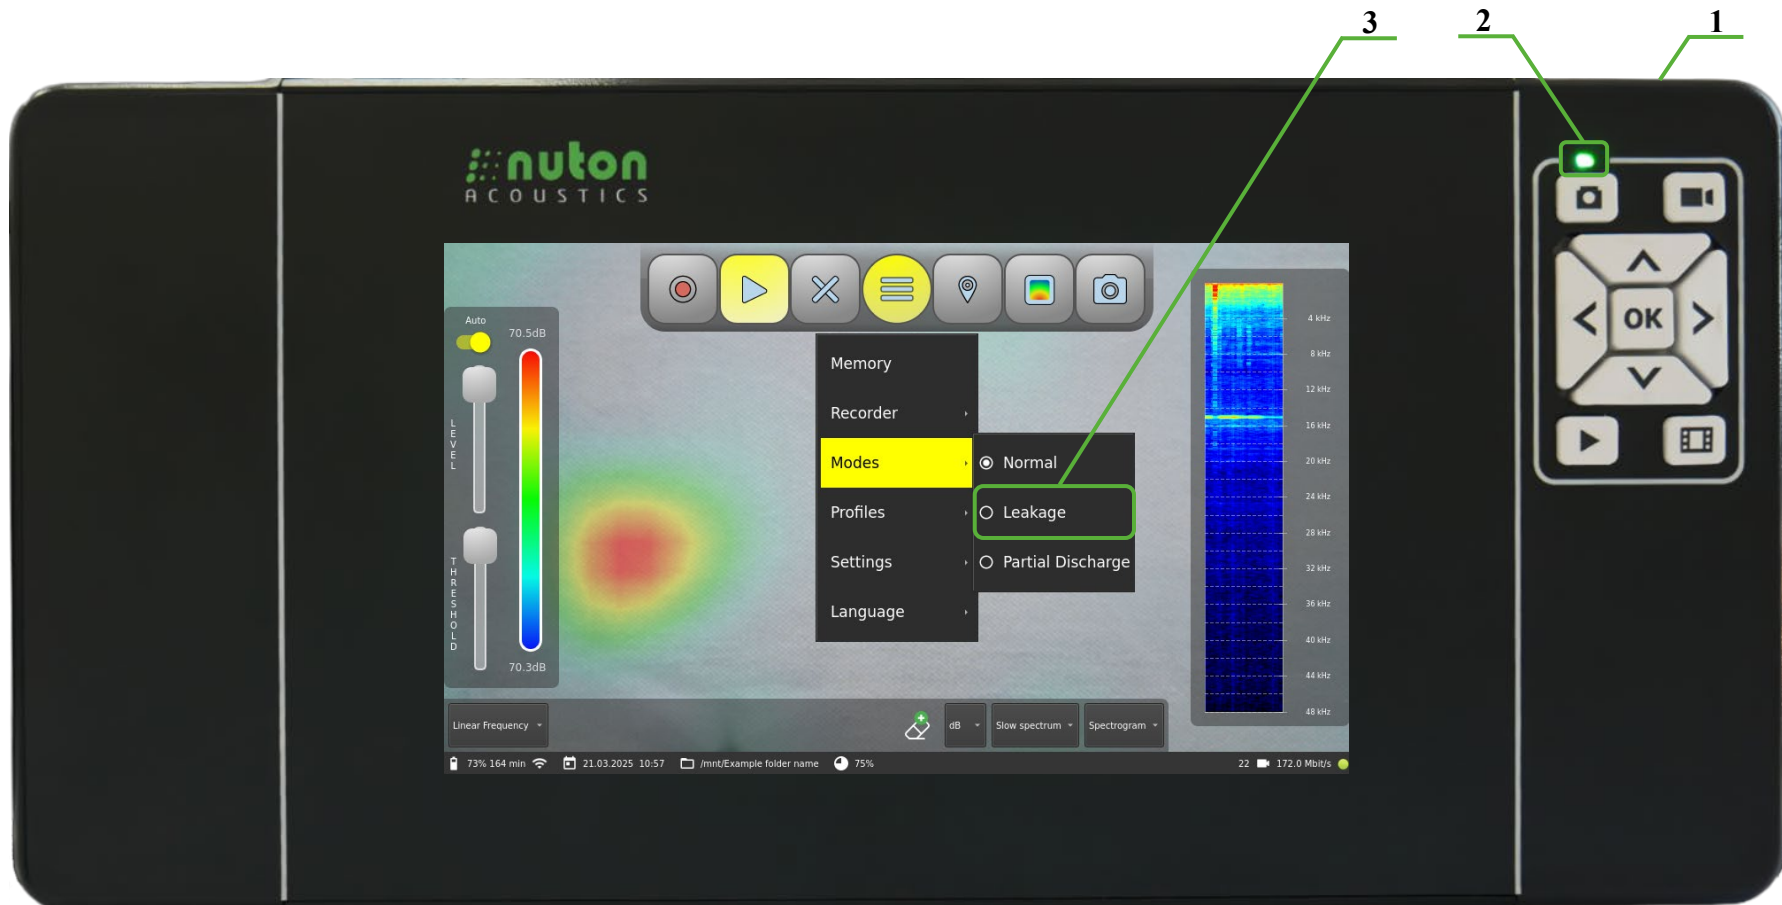 3
2
1
nuton
ACOUSTICS
Auto
70.5dB
LEVEL
THRESHOLD
70.3dB
Memory
Recorder
Modes
Profiles
Settings
Language
Normal
Leakage
Partial Discharge
4 kHz
8 kHz
12 kHz
16 kHz
20 kHz
24 kHz
28 kHz
32 kHz
36 kHz
40 kHz
44 kHz
48 kHz
OK
Linear Frequency
dB
Slow spectrum
Spectrogram
73% 164 min
21.03.2025 10:57
/mnt/Example folder name
75%
22
172.0 Mbit/s